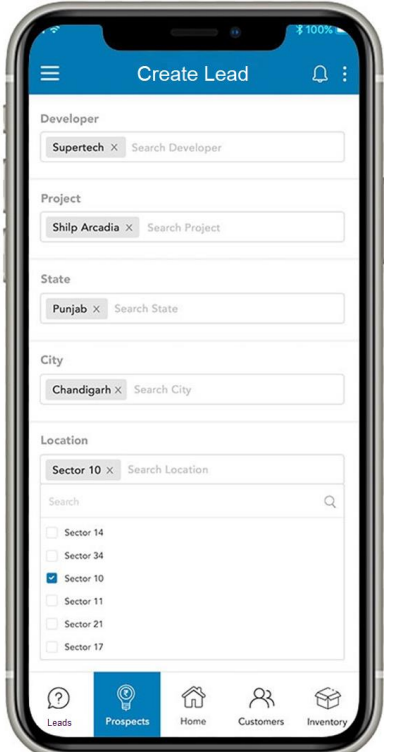 100%
Create Lead
Developer
Supertech × Search Developer
Project
Shilp Arcadia × Search Project
State
Punjab × Search State
City
Chandigarh × Search City
Location
Sector 10 × Search Location
Search
Sector 14
Sector 34
Sector 10
Sector 11
Sector 21
Sector 17
Leads Prospects Home Customers Inventory